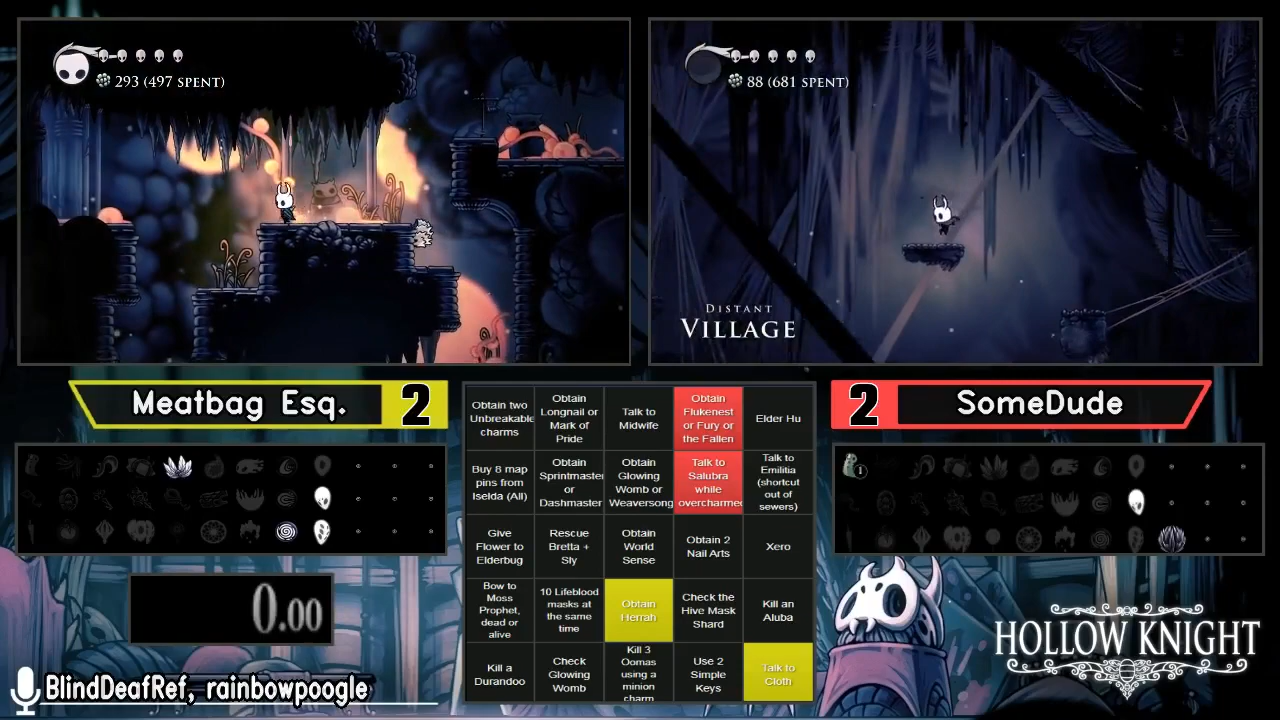 293 (497 SPENT)
88 (681 SPENT)
DISTANT
VILLAGE
Meatbag Esq.
2
2
SomeDude
Obtain two
Unbreakable
charms
Obtain
Longnail or
Mark of
Pride
Talk to
Midwife
Obtain
Flukenest
or Fury or
the Fallen
Elder Hu
Buy 8 map
pins from
Iselda (All)
Obtain
Sprintmaster
or
Dashmaster
Obtain
Glowing
Womb or
Weaversong
Talk to
Salubra
while
overcharmed
Talk to
Emilitia
(shortcut
out of
sewers)
Give
Flower to
Elderbug
Rescue
Bretta +
Sly
Obtain
World
Sense
Obtain 2
Nail Arts
Xero
Bow to
Moss
Prophet,
dead or
alive
10 Lifeblood
masks at
the same
time
Obtain
Herrah
Check the
Hive Mask
Shard
Kill an
Aluba
Kill a
Durandoo
Check
Glowing
Womb
Kill 3
Oomas
using a
minion
charm
Use 2
Simple
Keys
Talk to
Cloth
1
0.00
BlindDeafRef, rainbowpoogle
HOLLOW KNIGHT